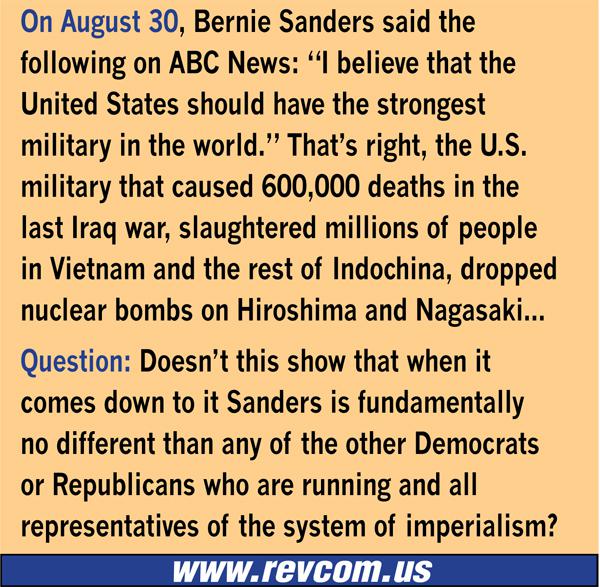 On August 30, Bernie Sanders said the
following on ABC News: “I believe that the
United States should have the strongest
military in the world.” That’s right, the U.S.
military that caused 600,000 deaths in the
last Iraq war, slaughtered millions of people
in Vietnam and the rest of Indochina, dropped
nuclear bombs on Hiroshima and Nagasaki...
Question: Doesn’t this show that when it
comes down to it Sanders is fundamentally
no different than any of the other Democrats
or Republicans who are running and all
representatives of the system of imperialism?
www.revcom.us